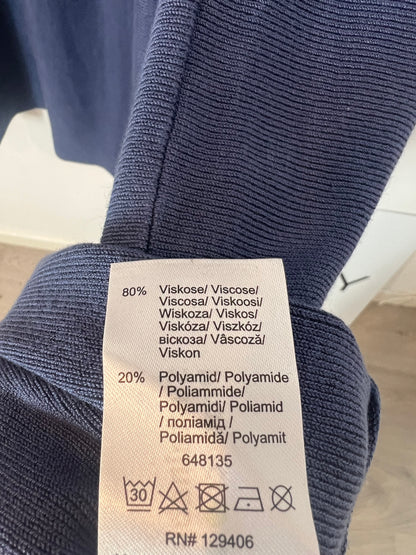 80% Viskose/ Viscose/
Viscosa/ Viskoosi/
Wiskoza/ Viskos/
Viskóza/ Viszkóz/
віскоза/ Vâscoză/
Viskon
20% Polyamid/ Polyamide
/ Poliammide/
Polyamidi/ Poliamid
/ поліамід /
Poliamidă/ Polyamit
648135
30
RN# 129406
Y